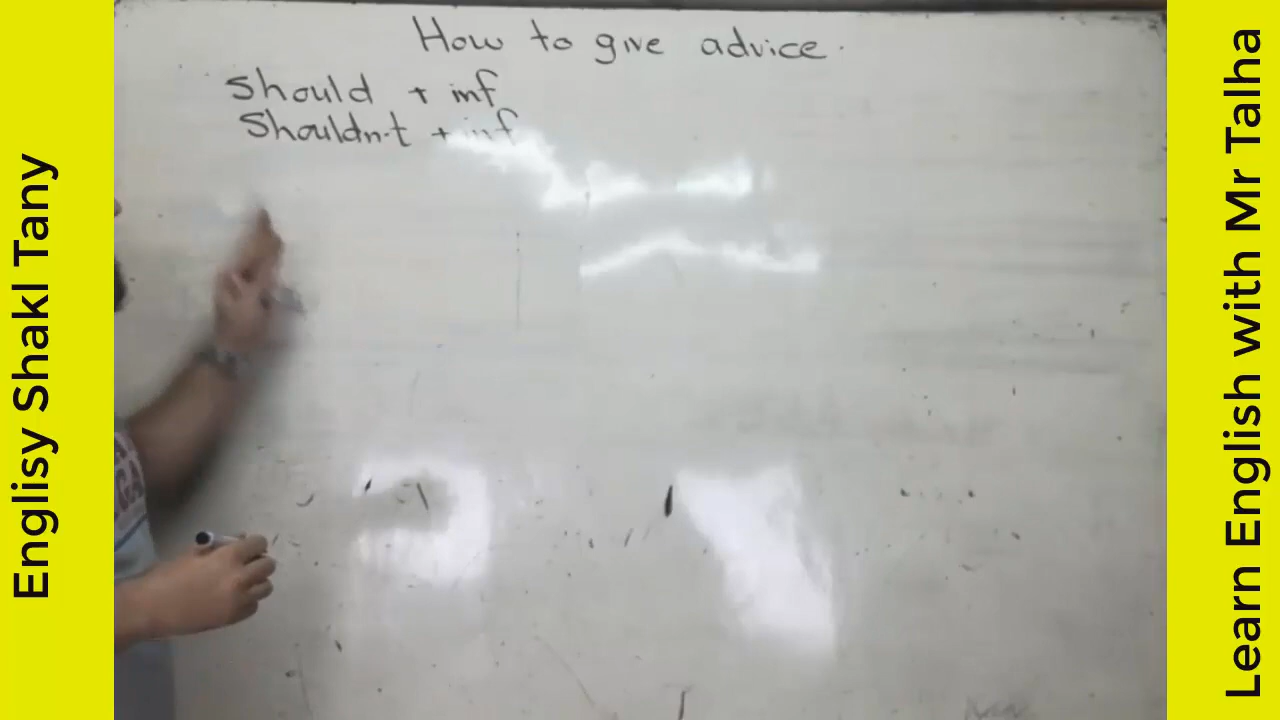 Englisy Shakl Tany
How to give advice.
Should + inf
Shouldn't + inf
Learn English with Mr Talha